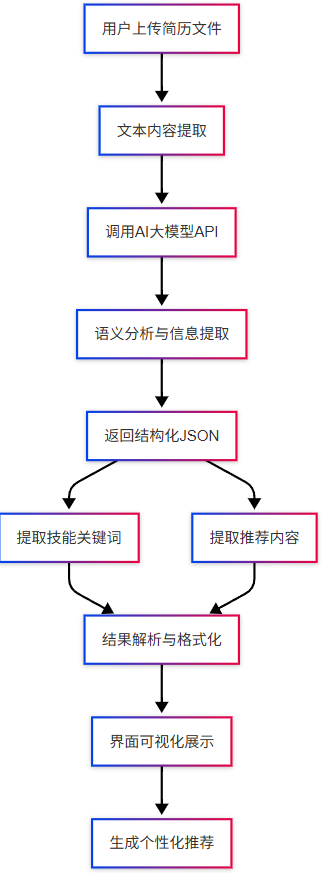 用户上传简历文件
文本内容提取
调用AI大模型API
语义分析与信息提取
返回结构化JSON
提取技能关键词
提取推荐内容
结果解析与格式化
界面可视化展示
生成个性化推荐